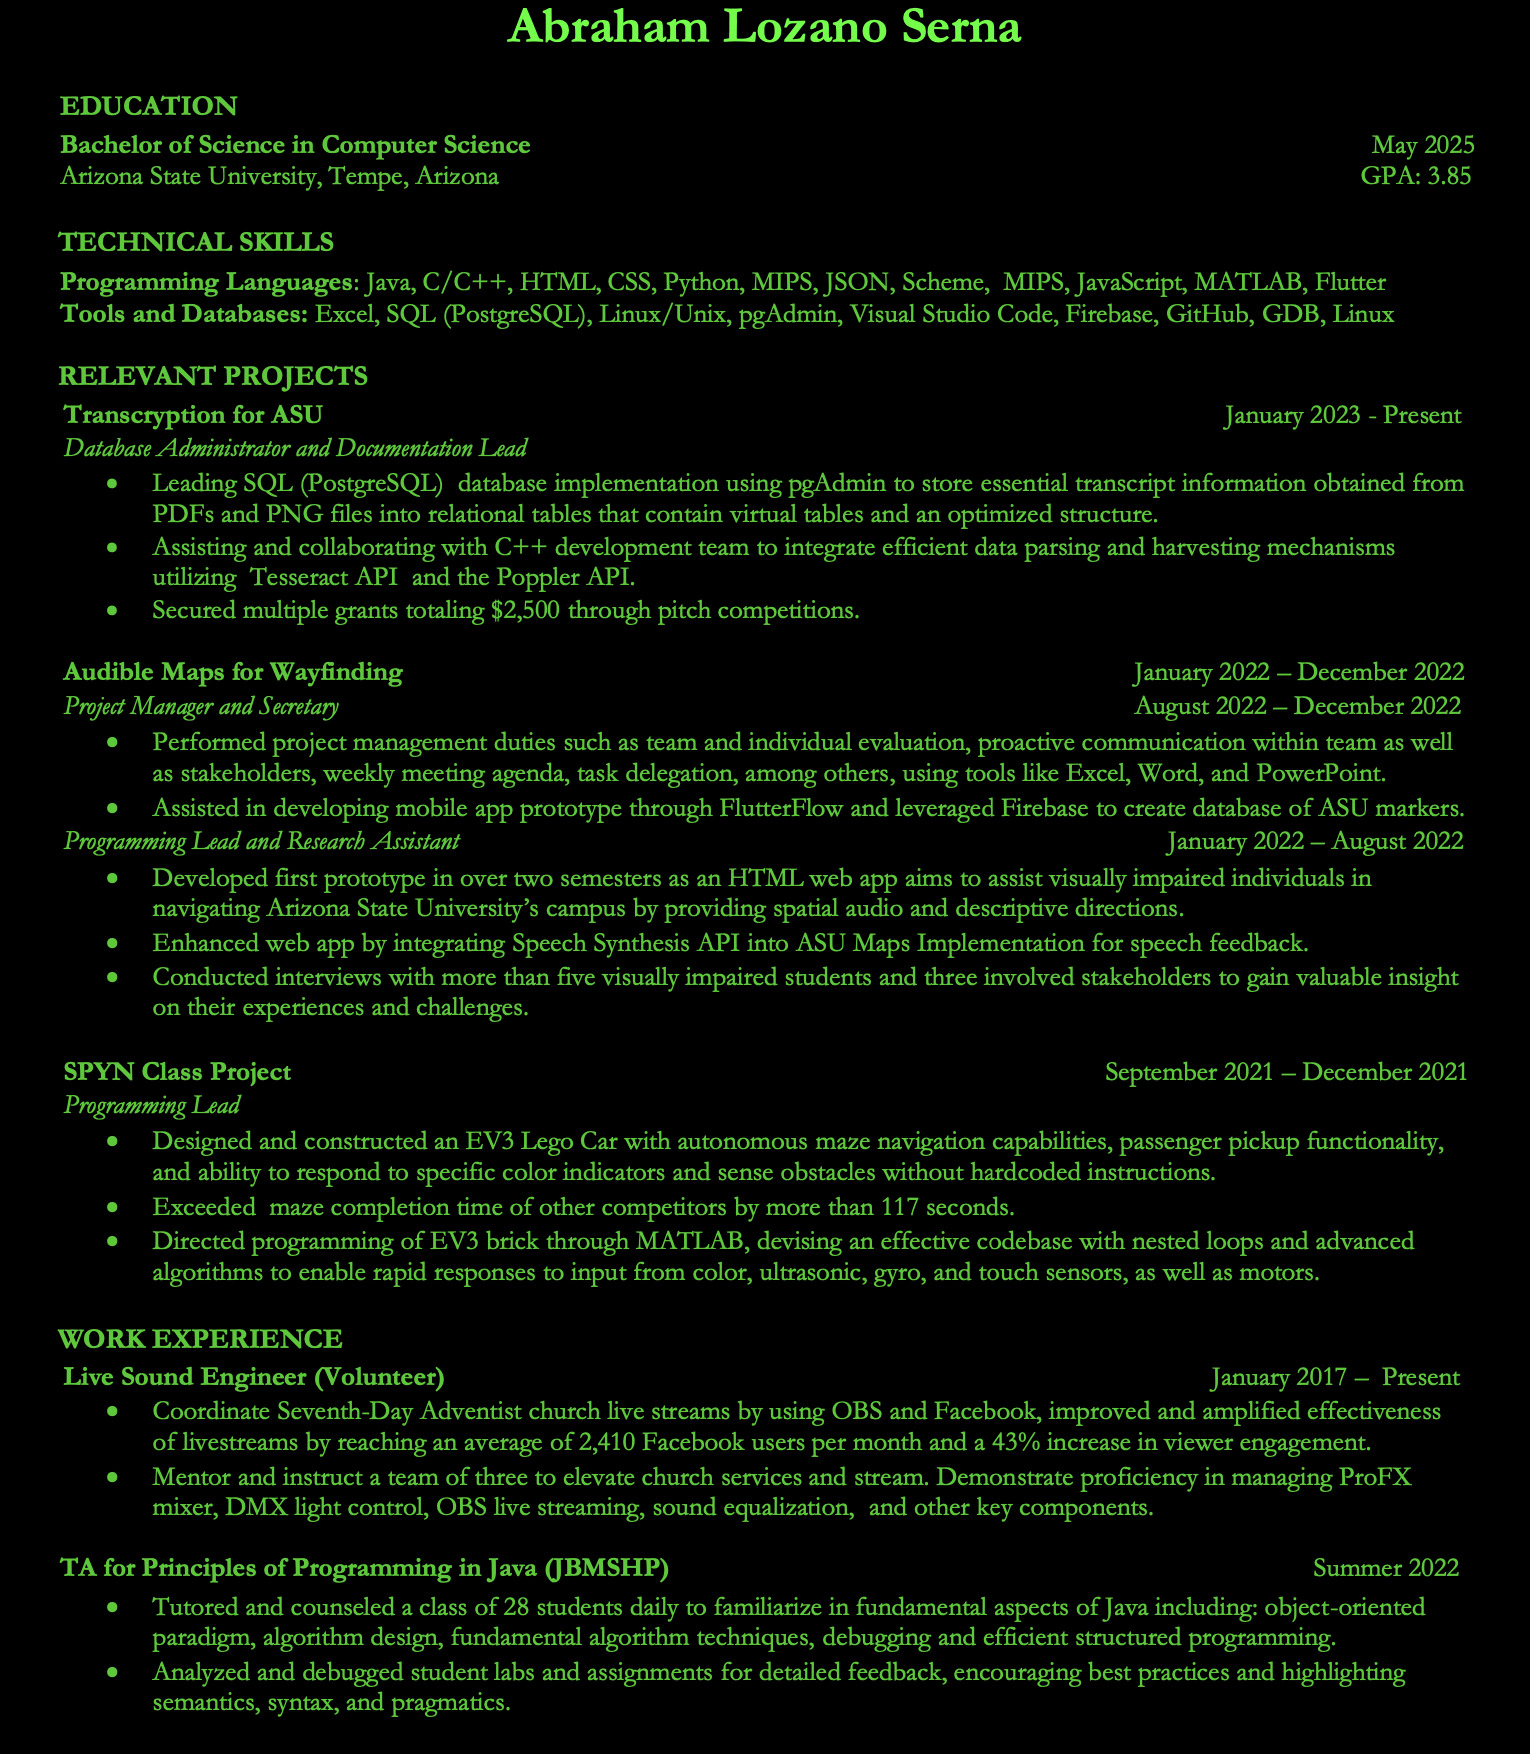 Abraham Lozano Serna
EDUCATION
Bachelor of Science in Computer Science May 2025
Arizona State University, Tempe, Arizona GPA: 3.85
TECHNICAL SKILLS
Programming Languages: Java, C/C++, HTML, CSS, Python, MIPS, JSON, Scheme,  MIPS, JavaScript, MATLAB, Flutter
Tools and Databases: Excel, SQL (PostgreSQL), Linux/Unix, pgAdmin, Visual Studio Code, Firebase, GitHub, GDB, Linux
RELEVANT PROJECTS
Transcryption for ASU January 2023 - Present
Database Administrator and Documentation Lead
• Leading SQL (PostgreSQL)  database implementation using pgAdmin to store essential transcript information obtained from
PDFs and PNG files into relational tables that contain virtual tables and an optimized structure.
• Assisting and collaborating with C++ development team to integrate efficient data parsing and harvesting mechanisms
utilizing  Tesseract API  and the Poppler API.
• Secured multiple grants totaling $2,500 through pitch competitions.
Audible Maps for Wayfinding January 2022 – December 2022
Project Manager and Secretary August 2022 – December 2022
• Performed project management duties such as team and individual evaluation, proactive communication within team as well
as stakeholders, weekly meeting agenda, task delegation, among others, using tools like Excel, Word, and PowerPoint.
• Assisted in developing mobile app prototype through FlutterFlow and leveraged Firebase to create database of ASU markers.
Programming Lead and Research Assistant January 2022 – August 2022
• Developed first prototype in over two semesters as an HTML web app aims to assist visually impaired individuals in
navigating Arizona State University’s campus by providing spatial audio and descriptive directions.
• Enhanced web app by integrating Speech Synthesis API into ASU Maps Implementation for speech feedback.
• Conducted interviews with more than five visually impaired students and three involved stakeholders to gain valuable insight
on their experiences and challenges.
SPYN Class Project September 2021 – December 2021
Programming Lead
• Designed and constructed an EV3 Lego Car with autonomous maze navigation capabilities, passenger pickup functionality,
and ability to respond to specific color indicators and sense obstacles without hardcoded instructions.
• Exceeded  maze completion time of other competitors by more than 117 seconds.
• Directed programming of EV3 brick through MATLAB, devising an effective codebase with nested loops and advanced
algorithms to enable rapid responses to input from color, ultrasonic, gyro, and touch sensors, as well as motors.
WORK EXPERIENCE
Live Sound Engineer (Volunteer) January 2017 –  Present
• Coordinate Seventh-Day Adventist church live streams by using OBS and Facebook, improved and amplified effectiveness
of livestreams by reaching an average of 2,410 Facebook users per month and a 43% increase in viewer engagement.
• Mentor and instruct a team of three to elevate church services and stream. Demonstrate proficiency in managing ProFX
mixer, DMX light control, OBS live streaming, sound equalization,  and other key components.
TA for Principles of Programming in Java (JBMSHP) Summer 2022
• Tutored and counseled a class of 28 students daily to familiarize in fundamental aspects of Java including: object-oriented
paradigm, algorithm design, fundamental algorithm techniques, debugging and efficient structured programming.
• Analyzed and debugged student labs and assignments for detailed feedback, encouraging best practices and highlighting
semantics, syntax, and pragmatics.